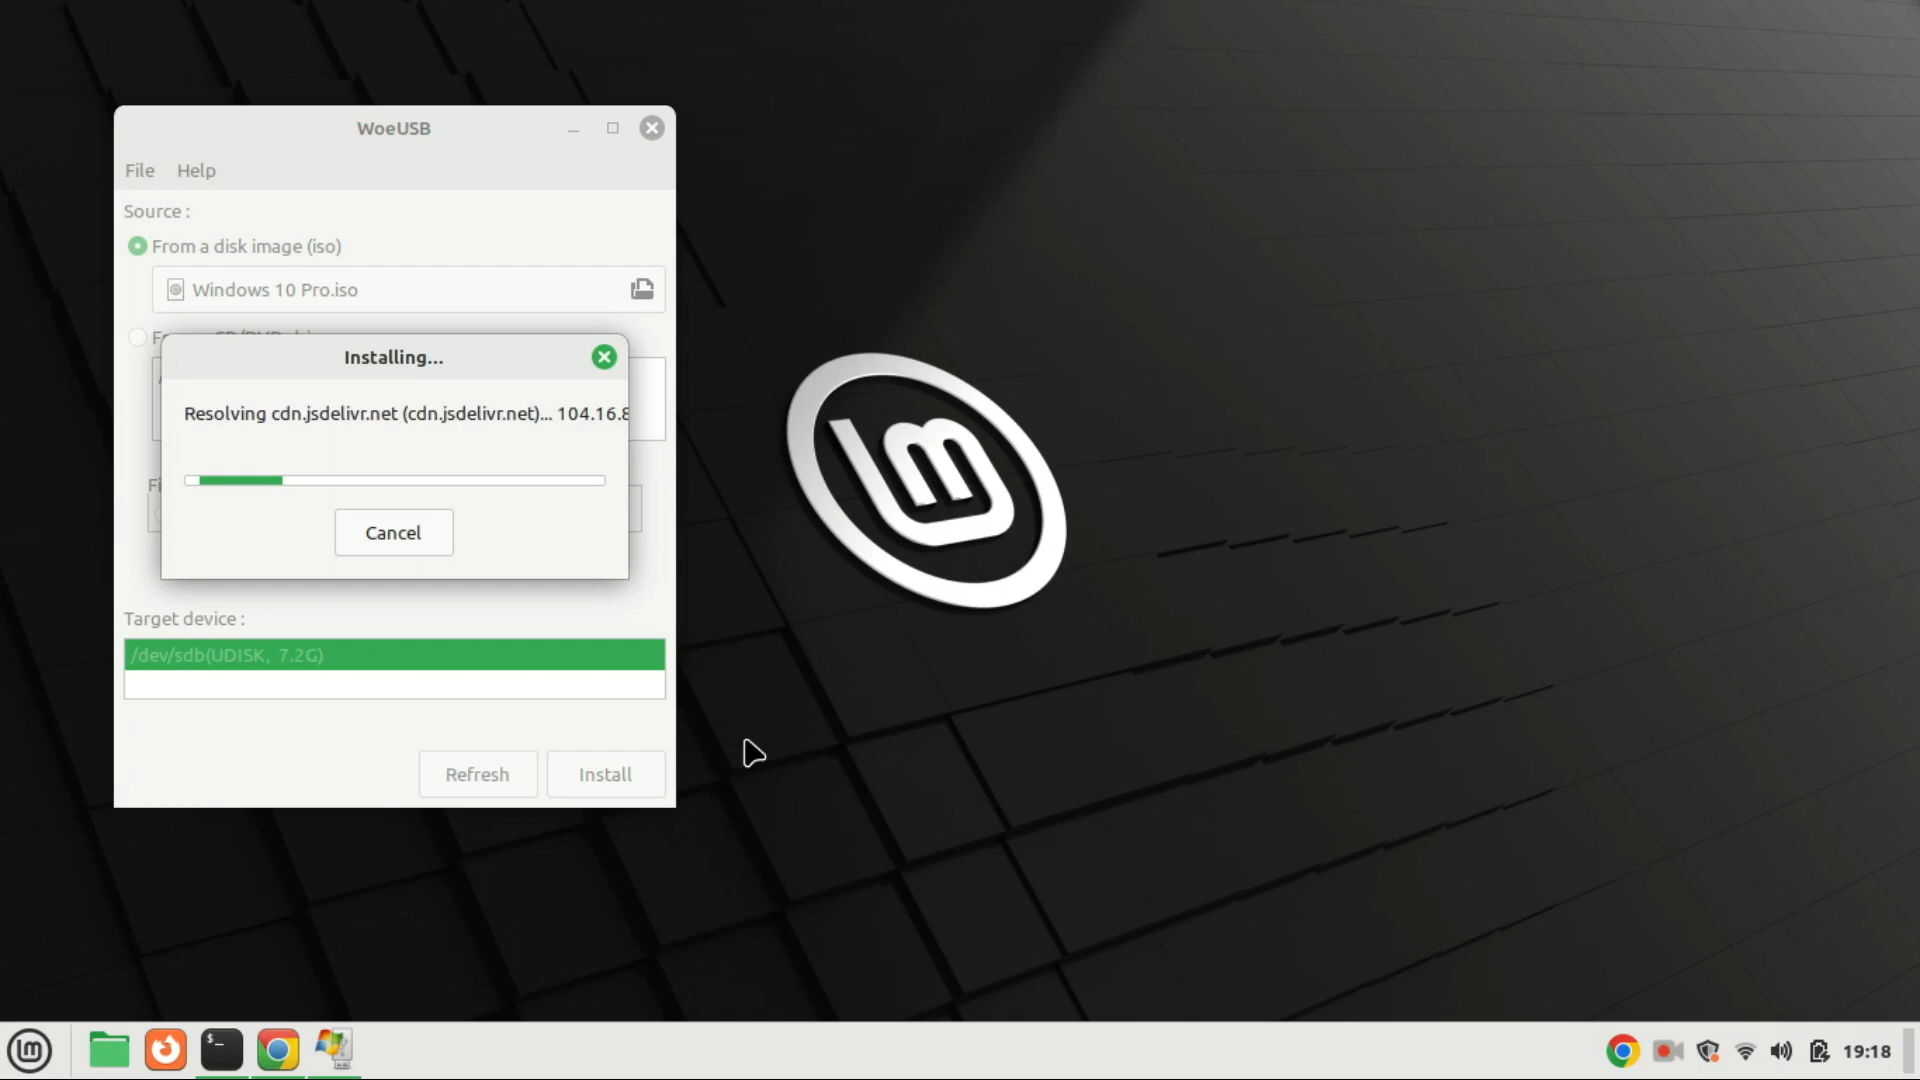 WoeUSB
File Help
Source :
From a disk image (iso)
Windows 10 Pro.iso
Installing...
Resolving cdn.jsdelivr.net (cdn.jsdelivr.net)... 104.16.8
Cancel
Target device :
/dev/sdb(UDISK, 7.2G)
Refresh Install
19:18